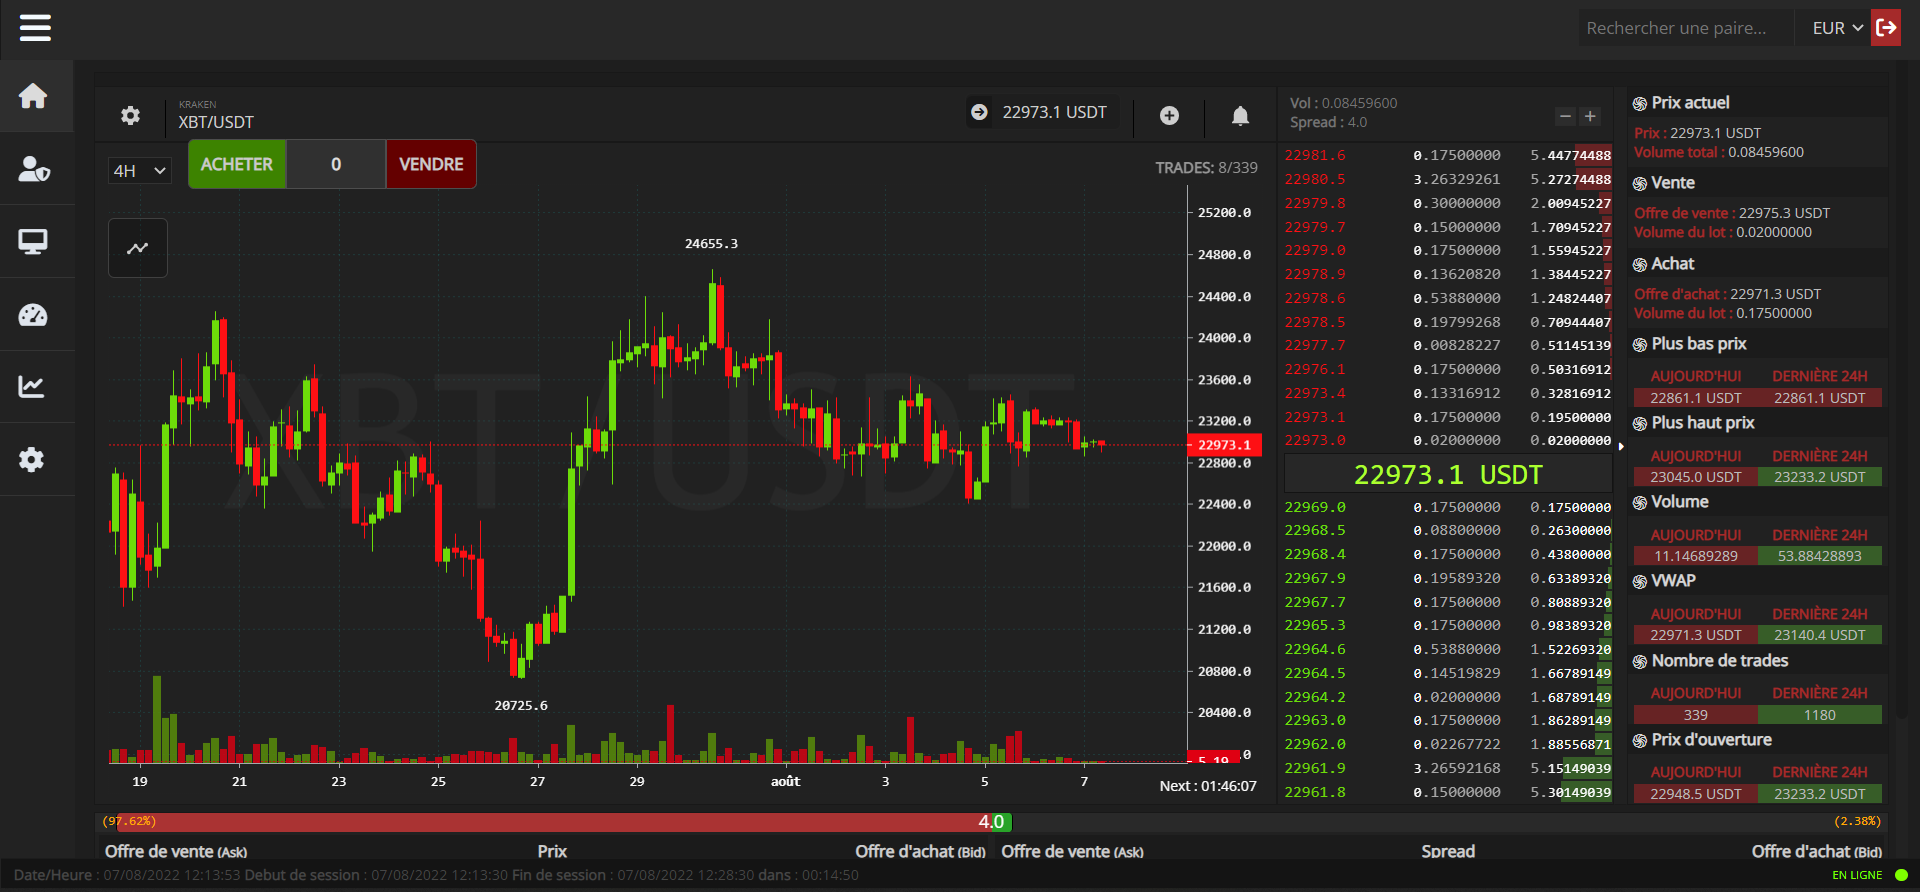 Rechercher une paire...
EUR
KRAKEN
XBT/USDT
22973.1 USDT
4H
ACHETER
0
VENDRE
TRADES: 8/339
XBT/USDT
24655.3
20725.6
25200.0
24800.0
24400.0
24000.0
23600.0
23200.0
22973.1
22800.0
22400.0
22000.0
21600.0
21200.0
20800.0
20400.0
19
21
23
25
27
29
août
3
5
7
Next : 01:46:07
Vol : 0.08459600
Spread : 4.0
22981.6 0.17500000 5.44774488
22980.5 3.26329261 5.27274488
22979.8 0.30000000 2.00945227
22979.7 0.15000000 1.70945227
22979.0 0.17500000 1.55945227
22978.9 0.13620820 1.38445227
22978.6 0.53880000 1.24824407
22978.5 0.19799268 0.70944407
22977.7 0.00828227 0.51145139
22976.1 0.17500000 0.50316912
22973.4 0.13316912 0.32816912
22973.1 0.17500000 0.19500000
22973.0 0.02000000 0.02000000
22973.1 USDT
22969.0 0.17500000 0.17500000
22968.5 0.08800000 0.26300000
22968.4 0.17500000 0.43800000
22967.9 0.19589320 0.63389320
22967.7 0.17500000 0.80889320
22965.3 0.17500000 0.98389320
22964.6 0.53880000 1.52269320
22964.5 0.14519829 1.66789149
22964.2 0.02000000 1.68789149
22963.0 0.17500000 1.86289149
22962.0 0.02267722 1.88556871
22961.9 3.26592168 5.15149039
22961.8 0.15000000 5.30149039
Prix actuel
Prix : 22973.1 USDT
Volume total : 0.08459600
Vente
Offre de vente : 22975.3 USDT
Volume du lot : 0.02000000
Achat
Offre d'achat : 22971.3 USDT
Volume du lot : 0.17500000
Plus bas prix
AUJOURD'HUI DERNIÈRE 24H
22861.1 USDT 22861.1 USDT
Plus haut prix
AUJOURD'HUI DERNIÈRE 24H
23045.0 USDT 23233.2 USDT
Volume
AUJOURD'HUI DERNIÈRE 24H
11.14689289 53.88428893
VWAP
AUJOURD'HUI DERNIÈRE 24H
22971.3 USDT 23140.4 USDT
Nombre de trades
AUJOURD'HUI DERNIÈRE 24H
339 1180
Prix d'ouverture
AUJOURD'HUI DERNIÈRE 24H
22948.5 USDT 23233.2 USDT
(97.62%)
4.0
(2.38%)
Offre de vente (Ask) Prix Offre d'achat (Bid) Offre de vente (Ask) Spread Offre d'achat (Bid)
Date/Heure : 07/08/2022 12:13:53 Debut de session : 07/08/2022 12:13:30 Fin de session : 07/08/2022 12:28:30 dans : 00:14:50
EN LIGNE